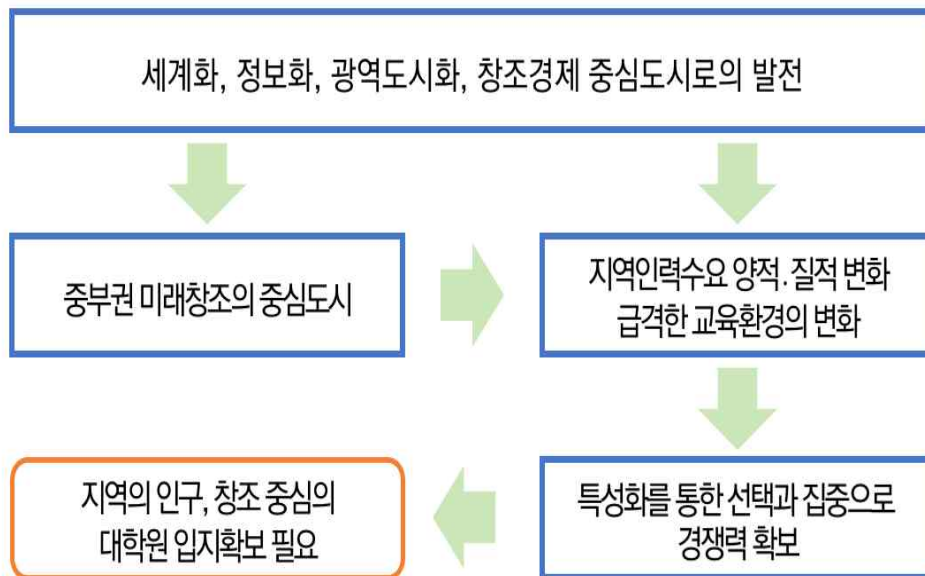 세계화, 정보화, 광역도시화, 창조경제 중심도시로의 발전
중부권 미래창조의 중심도시
지역인력수요 양적.질적 변화
급격한 교육환경의 변화
특성화를 통한 선택과 집중으로
경쟁력 확보
지역의 인구, 창조 중심의
대학원 입지확보 필요